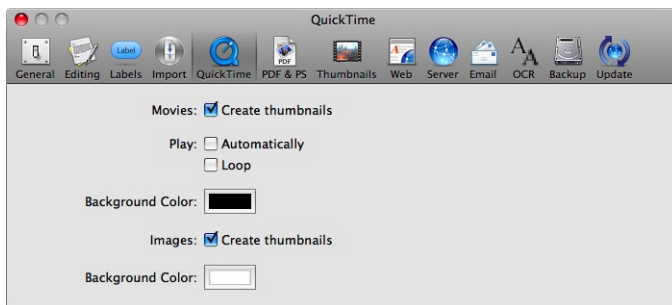 QuickTime
Label
PDF
General Editing Labels Import QuickTime PDF & PS Thumbnails Web Server Email OCR Backup Update
Movies: Create thumbnails
Play: Automatically
Loop
Background Color:
Images: Create thumbnails
Background Color: